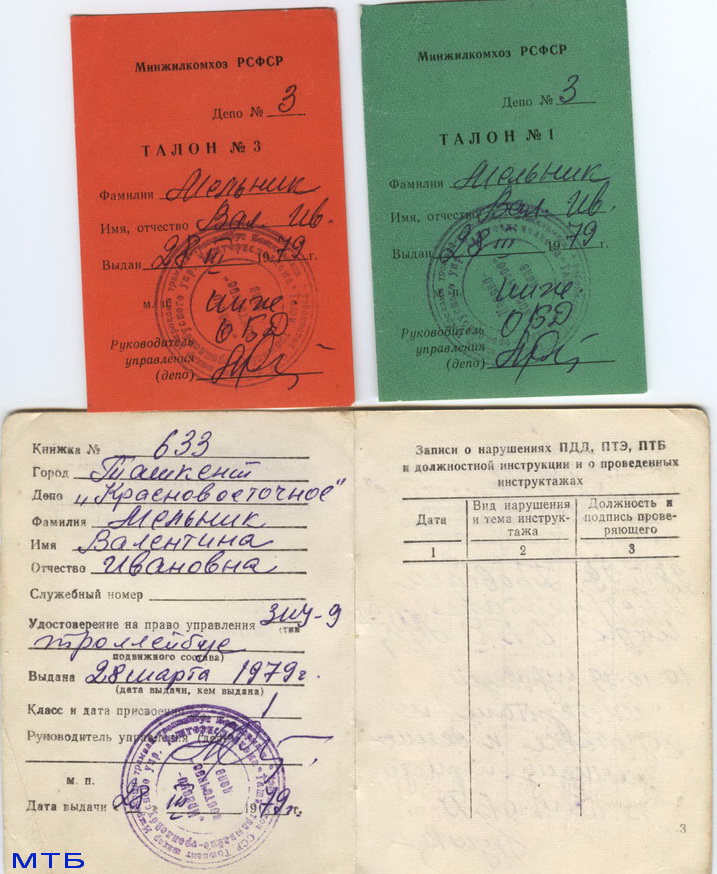 Минжилкомхоз РСФСР
Депо № 3
ТАЛОН № 3
Фамилия Мельник
Имя, отчество Вал. Ив.
Выдан 28 III 1979 г.
м. п. инж.
ОБД
Руководитель
управления
(депо)
Минжилкомхоз РСФСР
Депо № 3
ТАЛОН № 1
Фамилия Мельник
Имя, отчество Вал. Ив.
Выдан 28 III 1979 г.
м. п. инж.
ОБД
Руководитель
управления
(депо)
Книжка № 633
Город Ташкент
Депо „Красновосточное"
Фамилия Мельник
Имя Валентина
Отчество Ивановна
Служебный номер
Удостоверение на право управления ЗИУ-9
(тип
троллейбус
подвижного состава)
Выдана 28 марта 1979 г.
(дата выдачи, кем выдана)
Класс и дата присвоения 1
Руководитель управления (депо)
м. п.
Дата выдачи 28 III 1979 г.
Записи о нарушениях ПДД, ПТЭ, ПТБ
и должностной инструкции и о проведенных
инструктажах
Дата
Вид нарушения
и тема инструк-
тажа
Должность и
подпись прове-
ряющего
1 2 3
3
МТБ